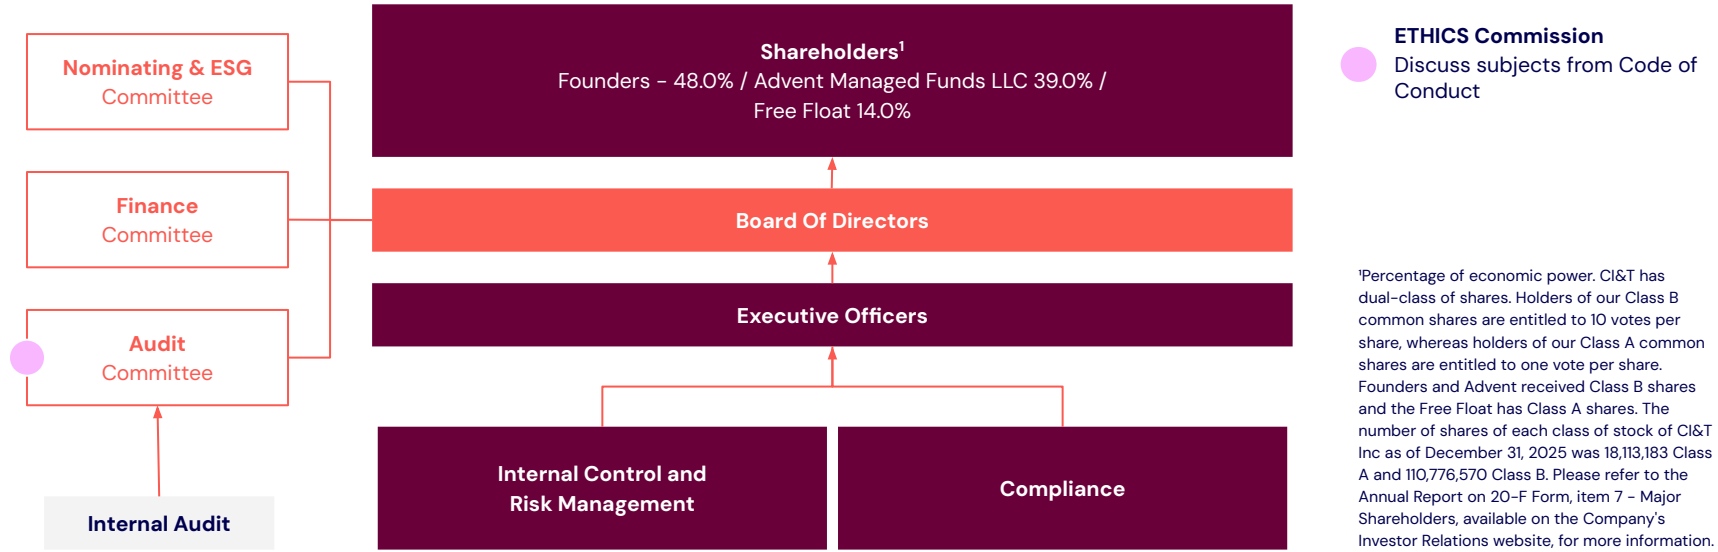 Nominating & ESG
Committee
Finance
Committee
Audit
Committee
Internal Audit
Shareholders¹
Founders - 48.0% / Advent Managed Funds LLC 39.0% /
Free Float 14.0%
Board Of Directors
Executive Officers
Internal Control and
Risk Management
Compliance
ETHICS Commission
Discuss subjects from Code of
Conduct
¹Percentage of economic power. CI&T has
dual-class of shares. Holders of our Class B
common shares are entitled to 10 votes per
share, whereas holders of our Class A common
shares are entitled to one vote per share.
Founders and Advent received Class B shares
and the Free Float has Class A shares. The
number of shares of each class of stock of CI&T
Inc as of December 31, 2025 was 18,113,183 Class
A and 110,776,570 Class B. Please refer to the
Annual Report on 20-F Form, item 7 - Major
Shareholders, available on the Company's
Investor Relations website, for more information.